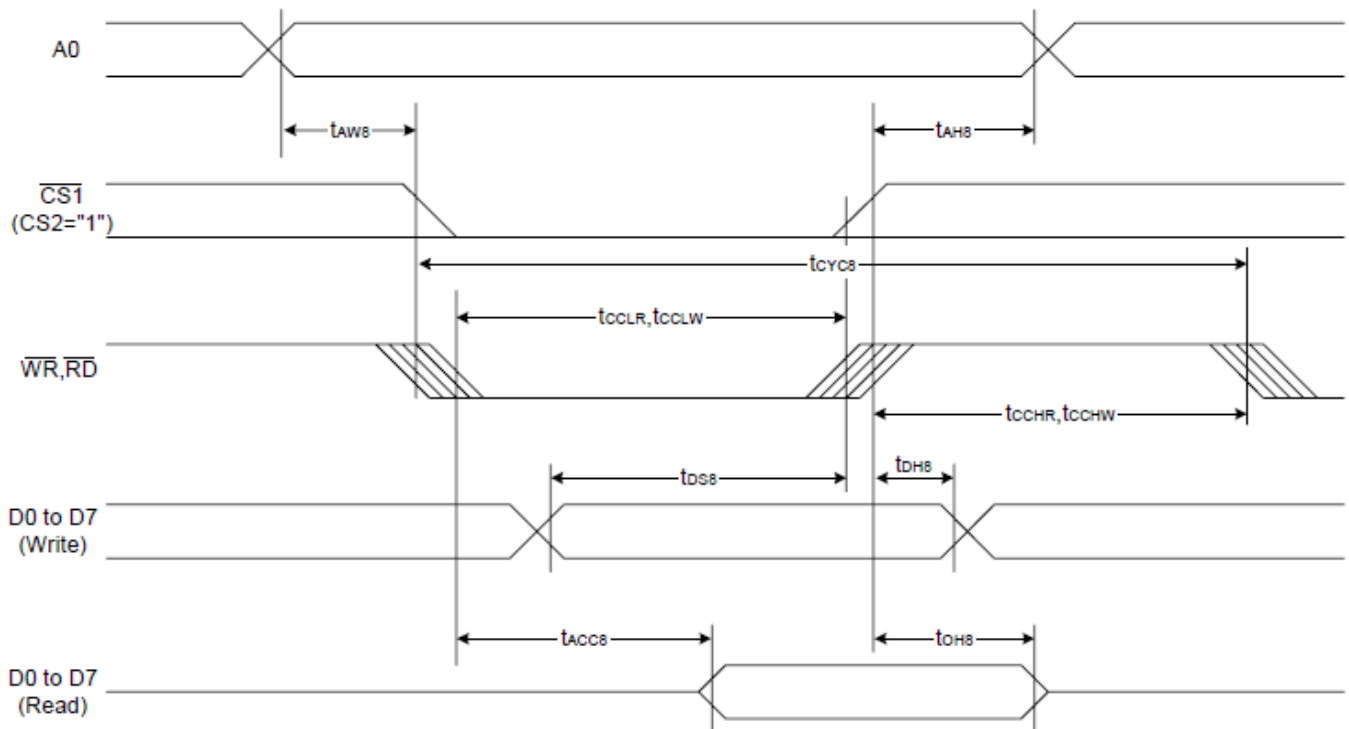 A0
tAW8
tAH8
CS1
(CS2="1")
tCYC8
tCCLR,tCCLW
WR,RD
tCCHR,tCCHW
tDS8
tDH8
D0 to D7
(Write)
tACC8
tOH8
D0 to D7
(Read)